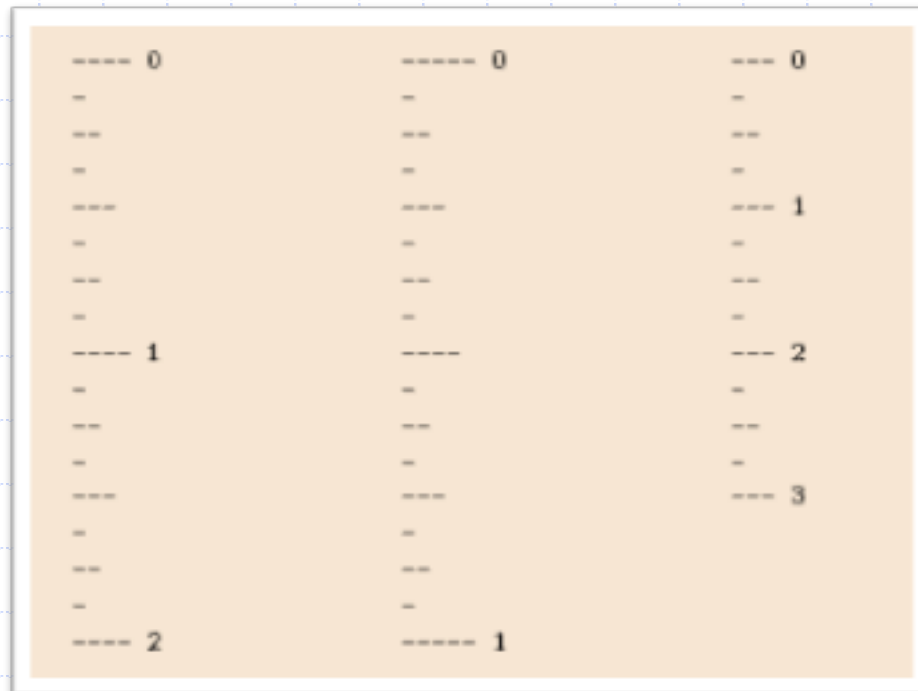 ---- 0 ----- 0 --- 0
- - -
-- -- --
- - -
--- --- --- 1
- - -
-- -- --
- - -
---- 1 ---- --- 2
- - -
-- -- --
- - -
--- --- --- 3
- -
-- --
- -
---- 2 ----- 1